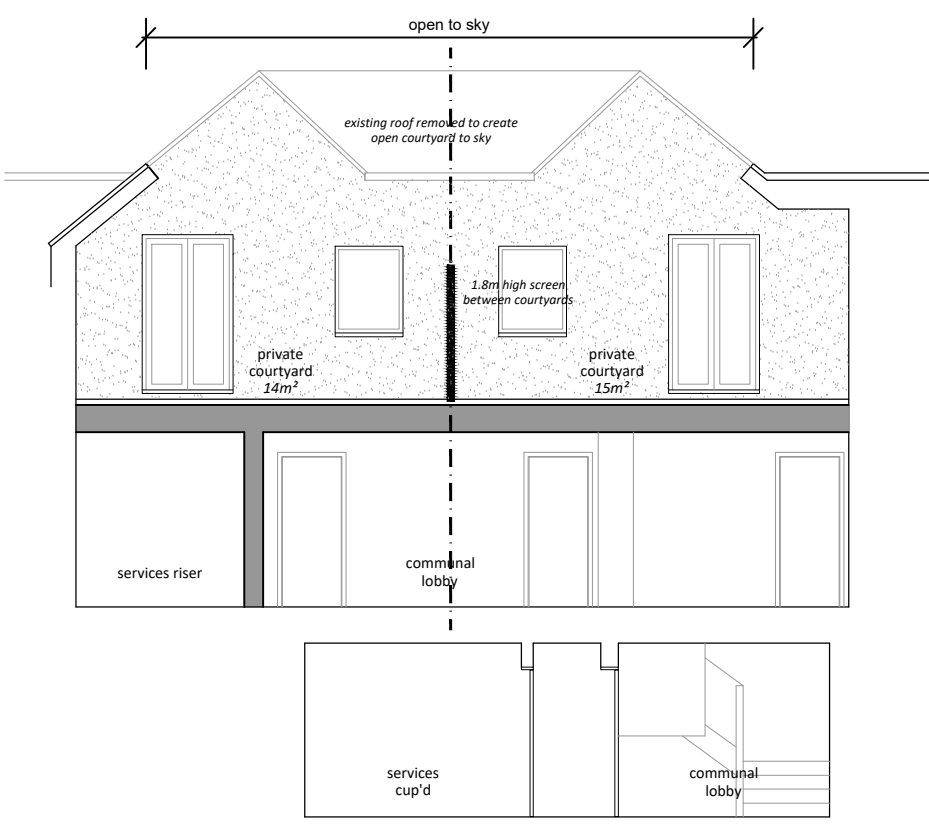 open to sky
existing roof removed to create
open courtyard to sky
1.8m high screen
between courtyards
private
courtyard
14m²
private
courtyard
15m²
services riser
communal
lobby
services
cup'd
communal
lobby